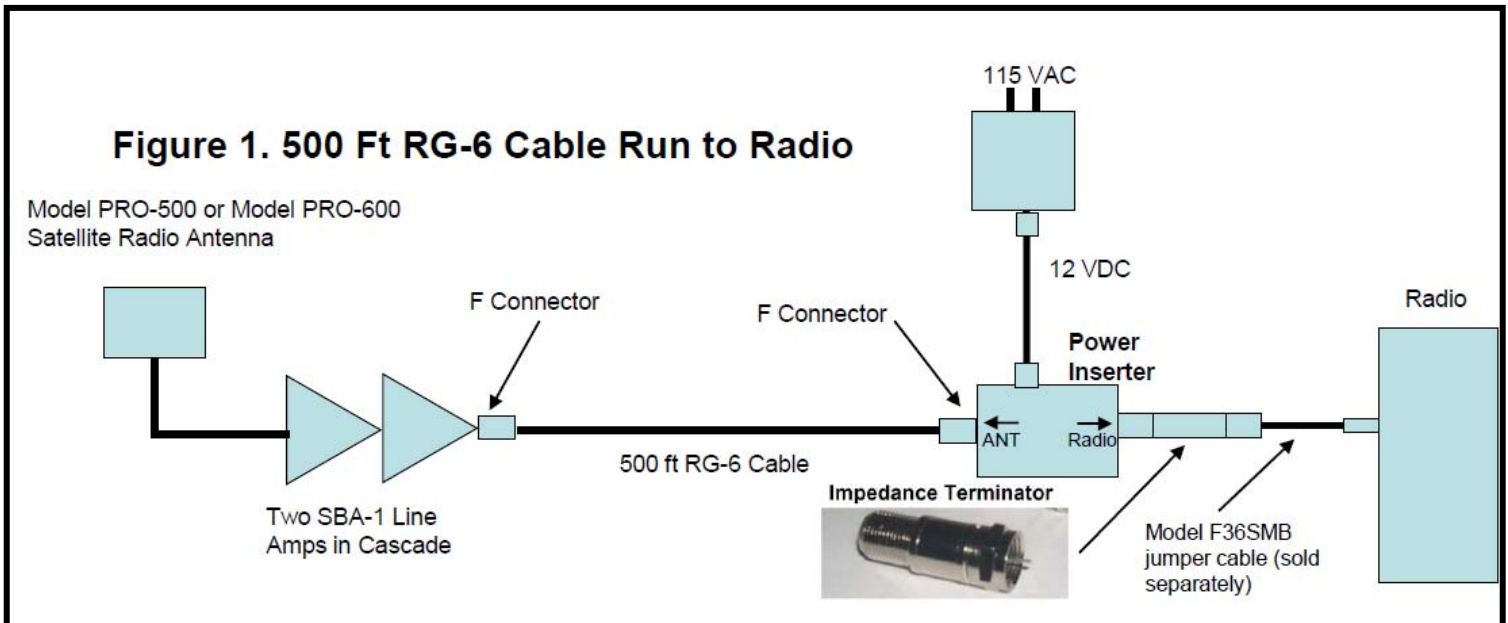 115 VAC
Figure 1. 500 Ft RG-6 Cable Run to Radio
Model PRO-500 or Model PRO-600
Satellite Radio Antenna
F Connector
F Connector
12 VDC
Radio
Power
Inserter
ANT
Radio
500 ft RG-6 Cable
Impedance Terminator
Two SBA-1 Line
Amps in Cascade
Model F36SMB
jumper cable (sold
separately)